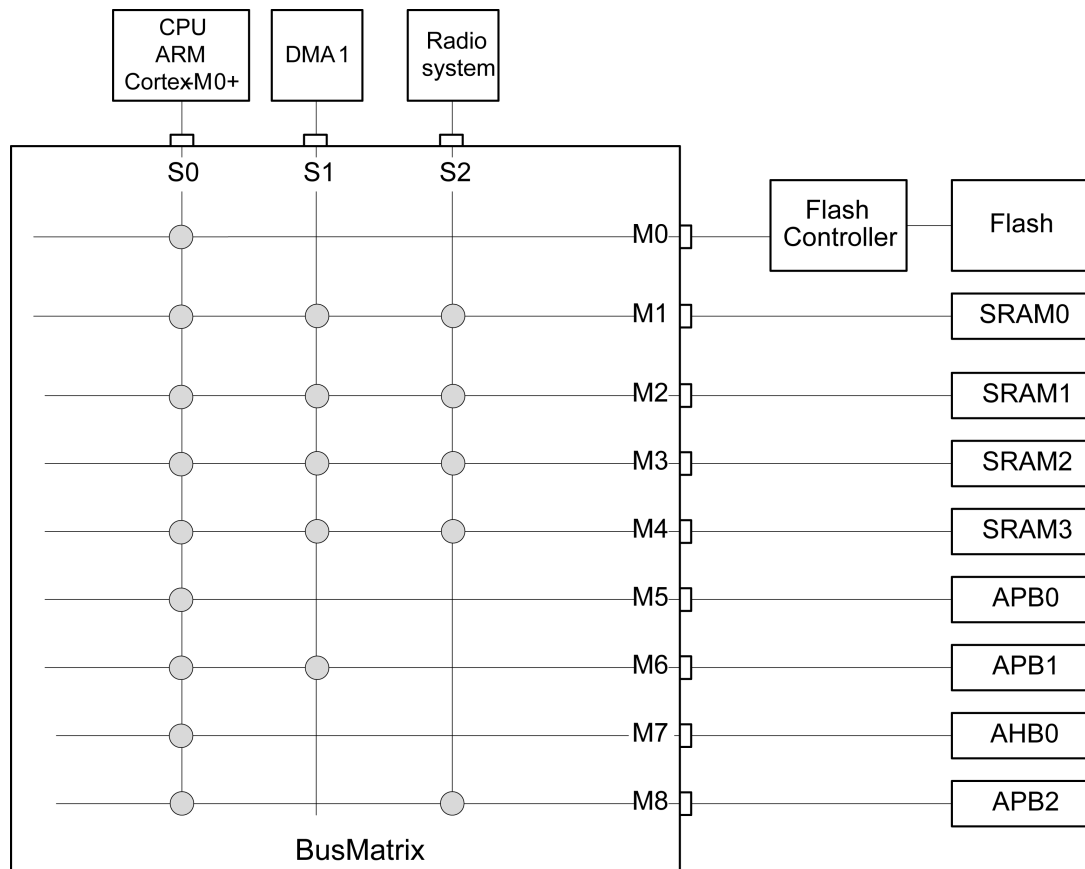 CPU
ARM
Cortex-M0+
DMA1
Radio
system
S0
S1
S2
M0
Flash
Controller
Flash
M1
SRAM0
M2
SRAM1
M3
SRAM2
M4
SRAM3
M5
APB0
M6
APB1
M7
AHB0
M8
APB2
BusMatrix